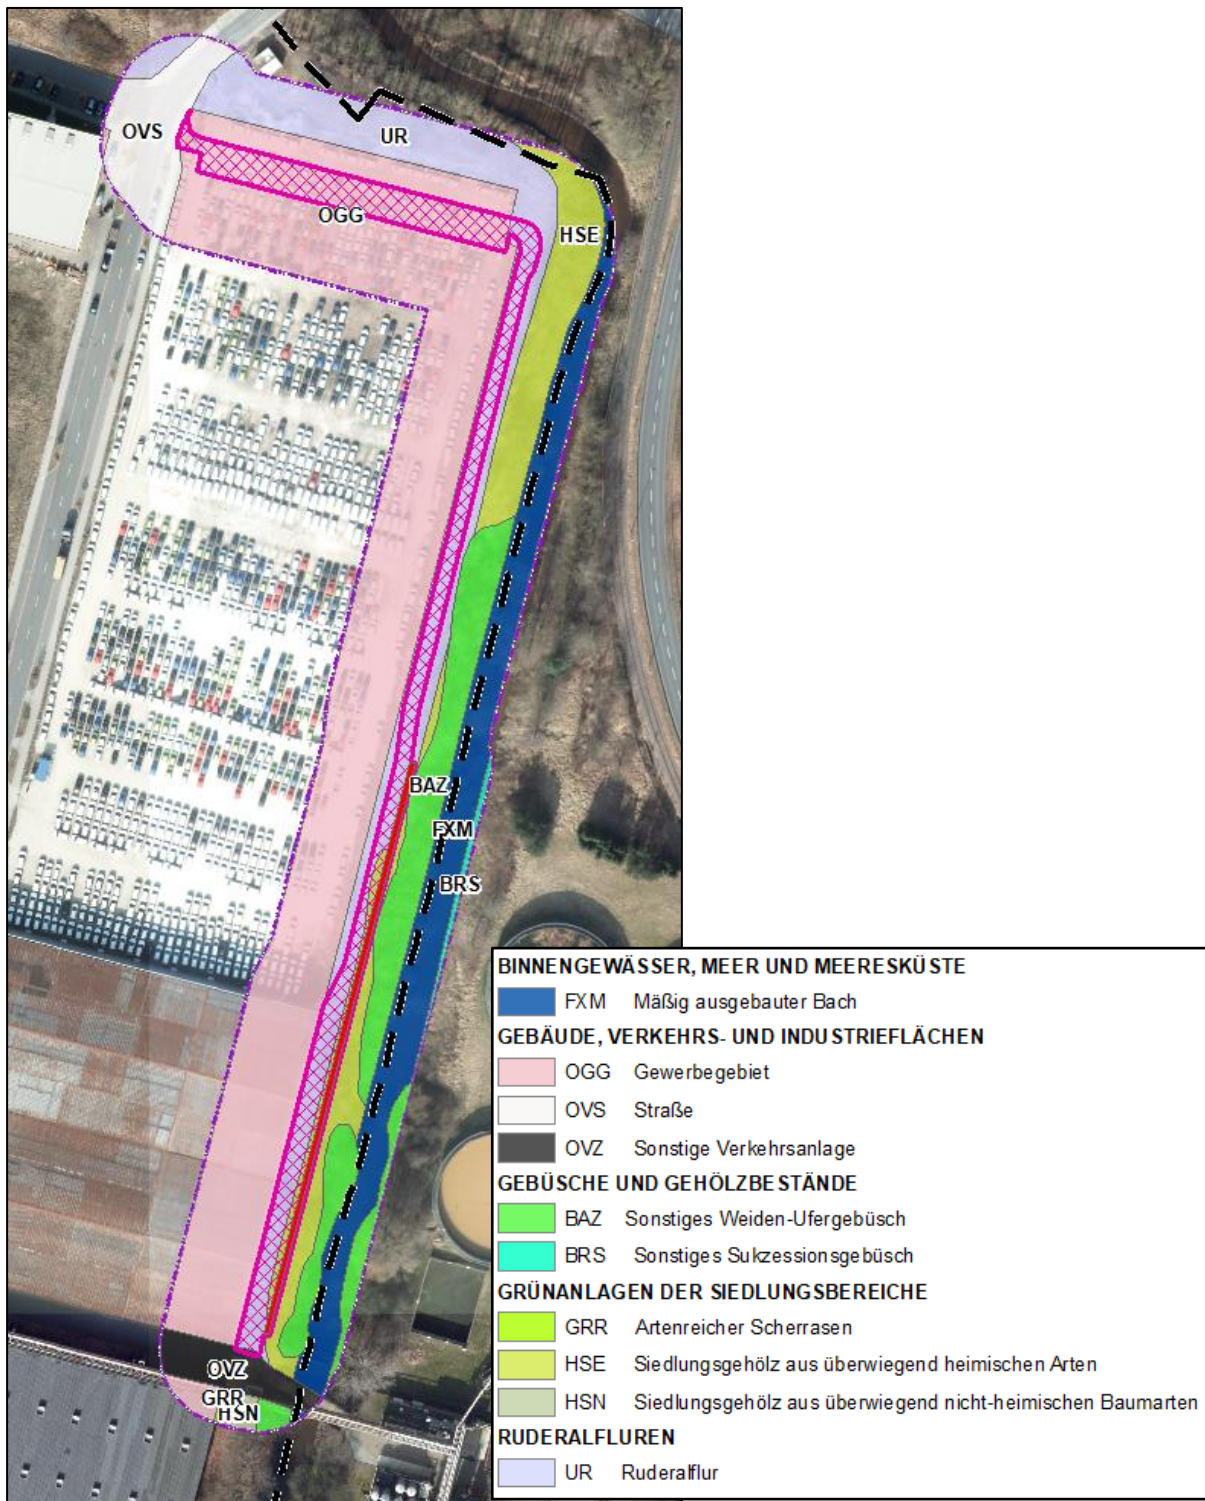 OVS
UR
OGG
HSE
BAZ
FXM
BRS
OVZ
GRR
HSN
BINNENGEWÄSSER, MEER UND MEERESKÜSTE
FXM Mäßig ausgebauter Bach
GEBÄUDE, VERKEHRS- UND INDUSTRIEFLÄCHEN
OGG Gewerbegebiet
OVS Straße
OVZ Sonstige Verkehrsanlage
GEBÜSCHE UND GEHÖLZBESTÄNDE
BAZ Sonstiges Weiden-Ufergebüsch
BRS Sonstiges Sukzessionsgebüsch
GRÜNANLAGEN DER SIEDLUNGSBEREICHE
GRR Artenreicher Scherrasen
HSE Siedlungsgehölz aus überwiegend heimischen Arten
HSN Siedlungsgehölz aus überwiegend nicht-heimischen Baumarten
RUDERALFLUREN
UR Ruderalflur